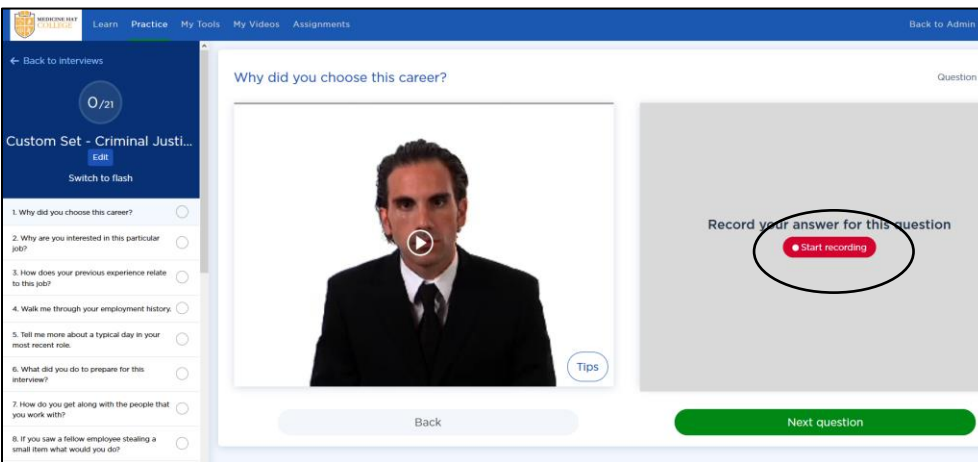 MEDICINE HAT
COLLEGE
Learn Practice My Tools My Videos Assignments
Back to Admin
← Back to interviews
0/21
Custom Set - Criminal Justi...
Edit
Switch to flash
1. Why did you choose this career?
2. Why are you interested in this particular
job?
3. How does your previous experience relate
to this job?
4. Walk me through your employment history.
5. Tell me more about a typical day in your
most recent role.
6. What did you do to prepare for this
interview?
7. How do you get along with the people that
you work with?
8. If you saw a fellow employee stealing a
small item what would you do?
Why did you choose this career?
Question
Tips
Record your answer for this question
Start recording
Back
Next question